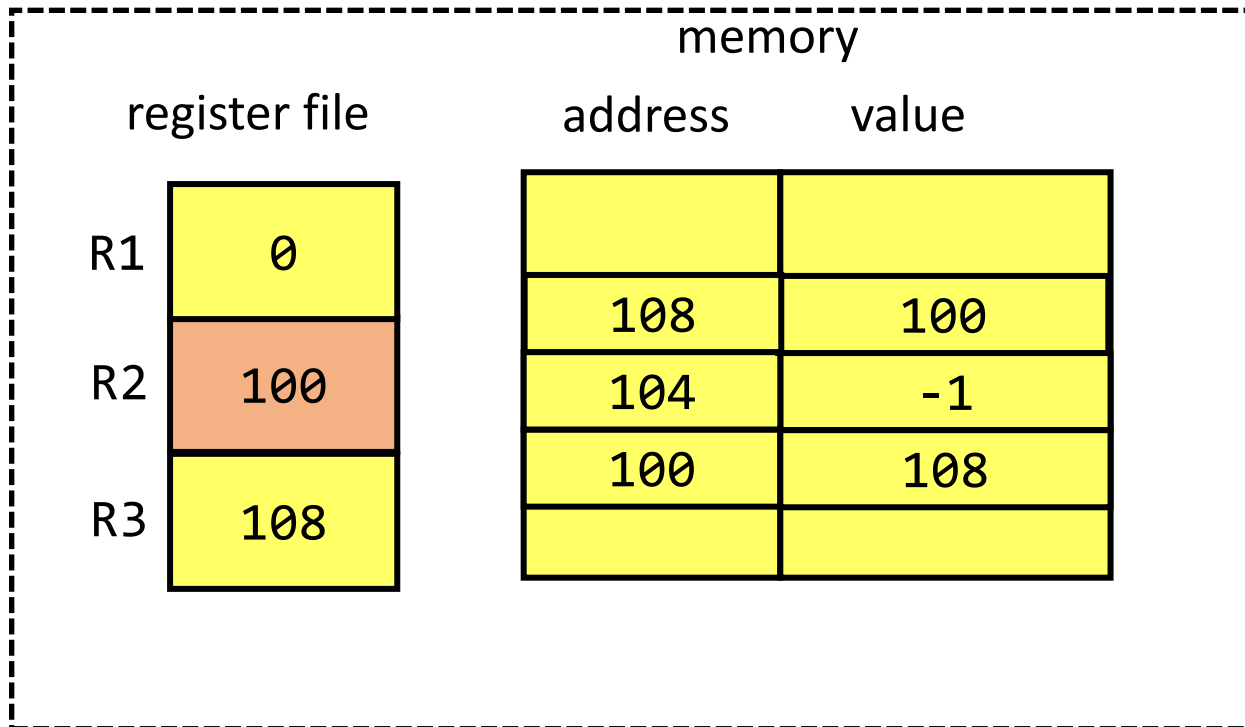 memory
register file
address value
R1 0
108 100
R2 100
104 -1
100 108
R3 108